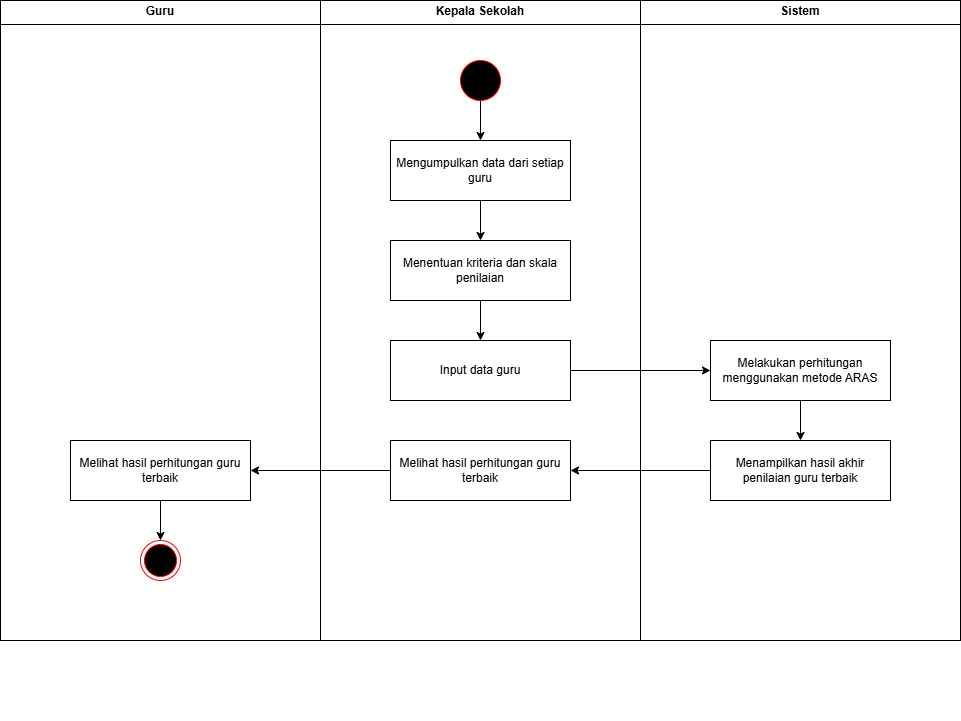 Guru
Kepala Sekolah
Sistem
Mengumpulkan data dari setiap
guru
Menentuan kriteria dan skala
penilaian
Input data guru
Melakukan perhitungan
menggunakan metode ARAS
Menampilkan hasil akhir
penilaian guru terbaik
Melihat hasil perhitungan guru
terbaik
Melihat hasil perhitungan guru
terbaik